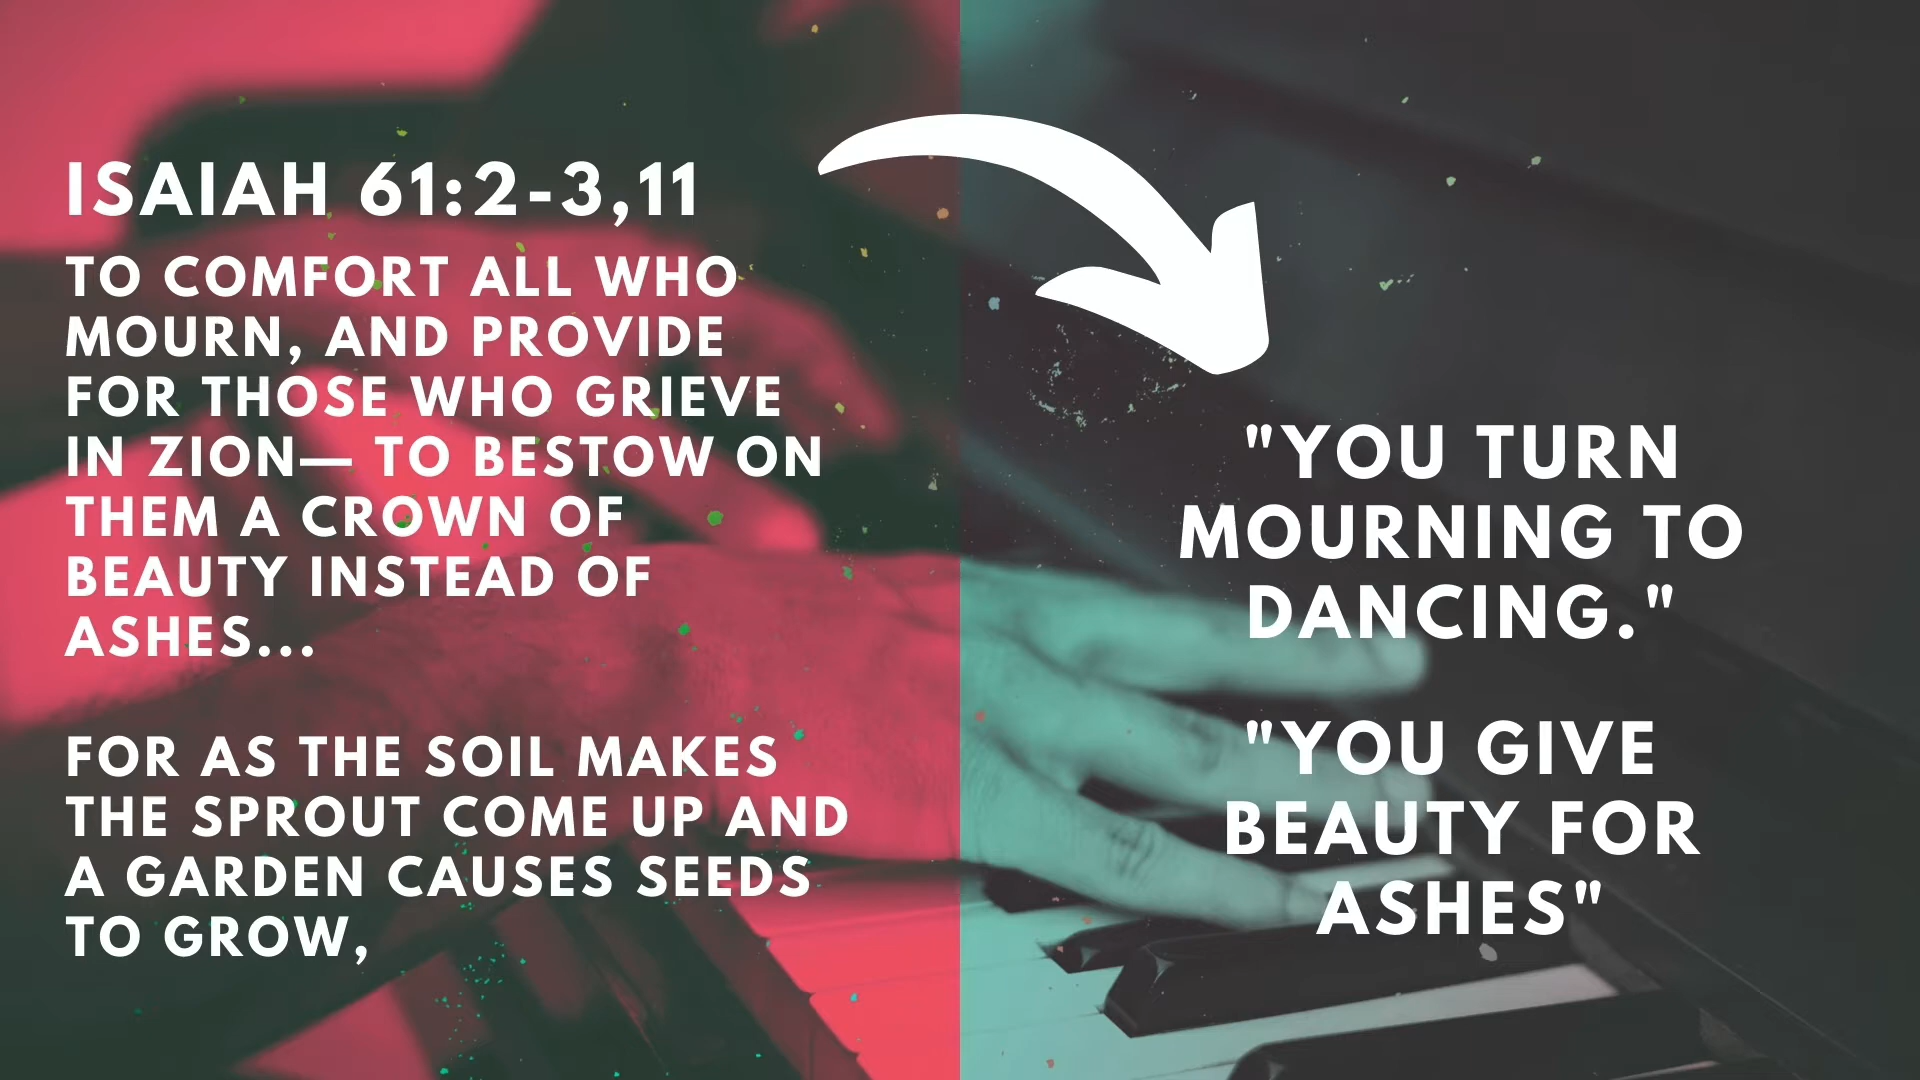 ISAIAH 61:2-3,11
TO COMFORT ALL WHO
MOURN, AND PROVIDE
FOR THOSE WHO GRIEVE
IN ZION— TO BESTOW ON
THEM A CROWN OF
BEAUTY INSTEAD OF
ASHES...
FOR AS THE SOIL MAKES
THE SPROUT COME UP AND
A GARDEN CAUSES SEEDS
TO GROW,
"YOU TURN
MOURNING TO
DANCING."
"YOU GIVE
BEAUTY FOR
ASHES"